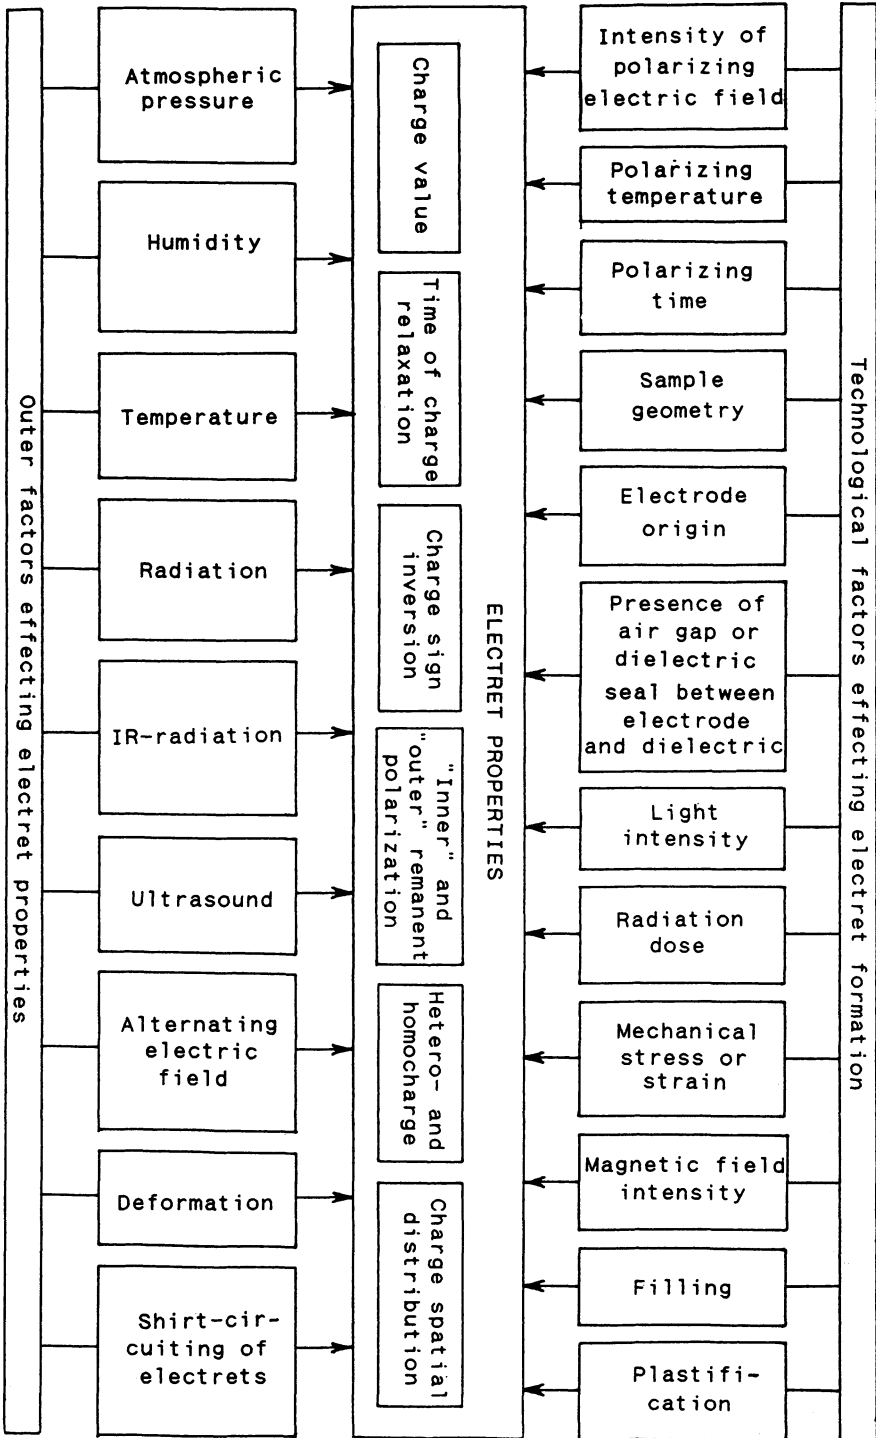 Outer factors effecting electret properties
Atmospheric
pressure
Humidity
Temperature
Radiation
IR-radiation
Ultrasound
Alternating
electric
field
Deformation
Shirt-cir-
cuiting of
electrets
ELECTRET PROPERTIES
Charge value
Time of charge
relaxation
Charge sign
inversion
"Inner" and
"outer" remanent
polarization
Hetero- and
homocharge
Charge spatial
distribution
Intensity of
polarizing
electric field
Polarizing
temperature
Polarizing
time
Sample
geometry
Electrode
origin
Presence of
air gap or
dielectric
seal between
electrode
and dielectric
Light
intensity
Radiation
dose
Mechanical
stress or
strain
Magnetic field
intensity
Filling
Plastifi-
cation
Technological factors effecting electret formation